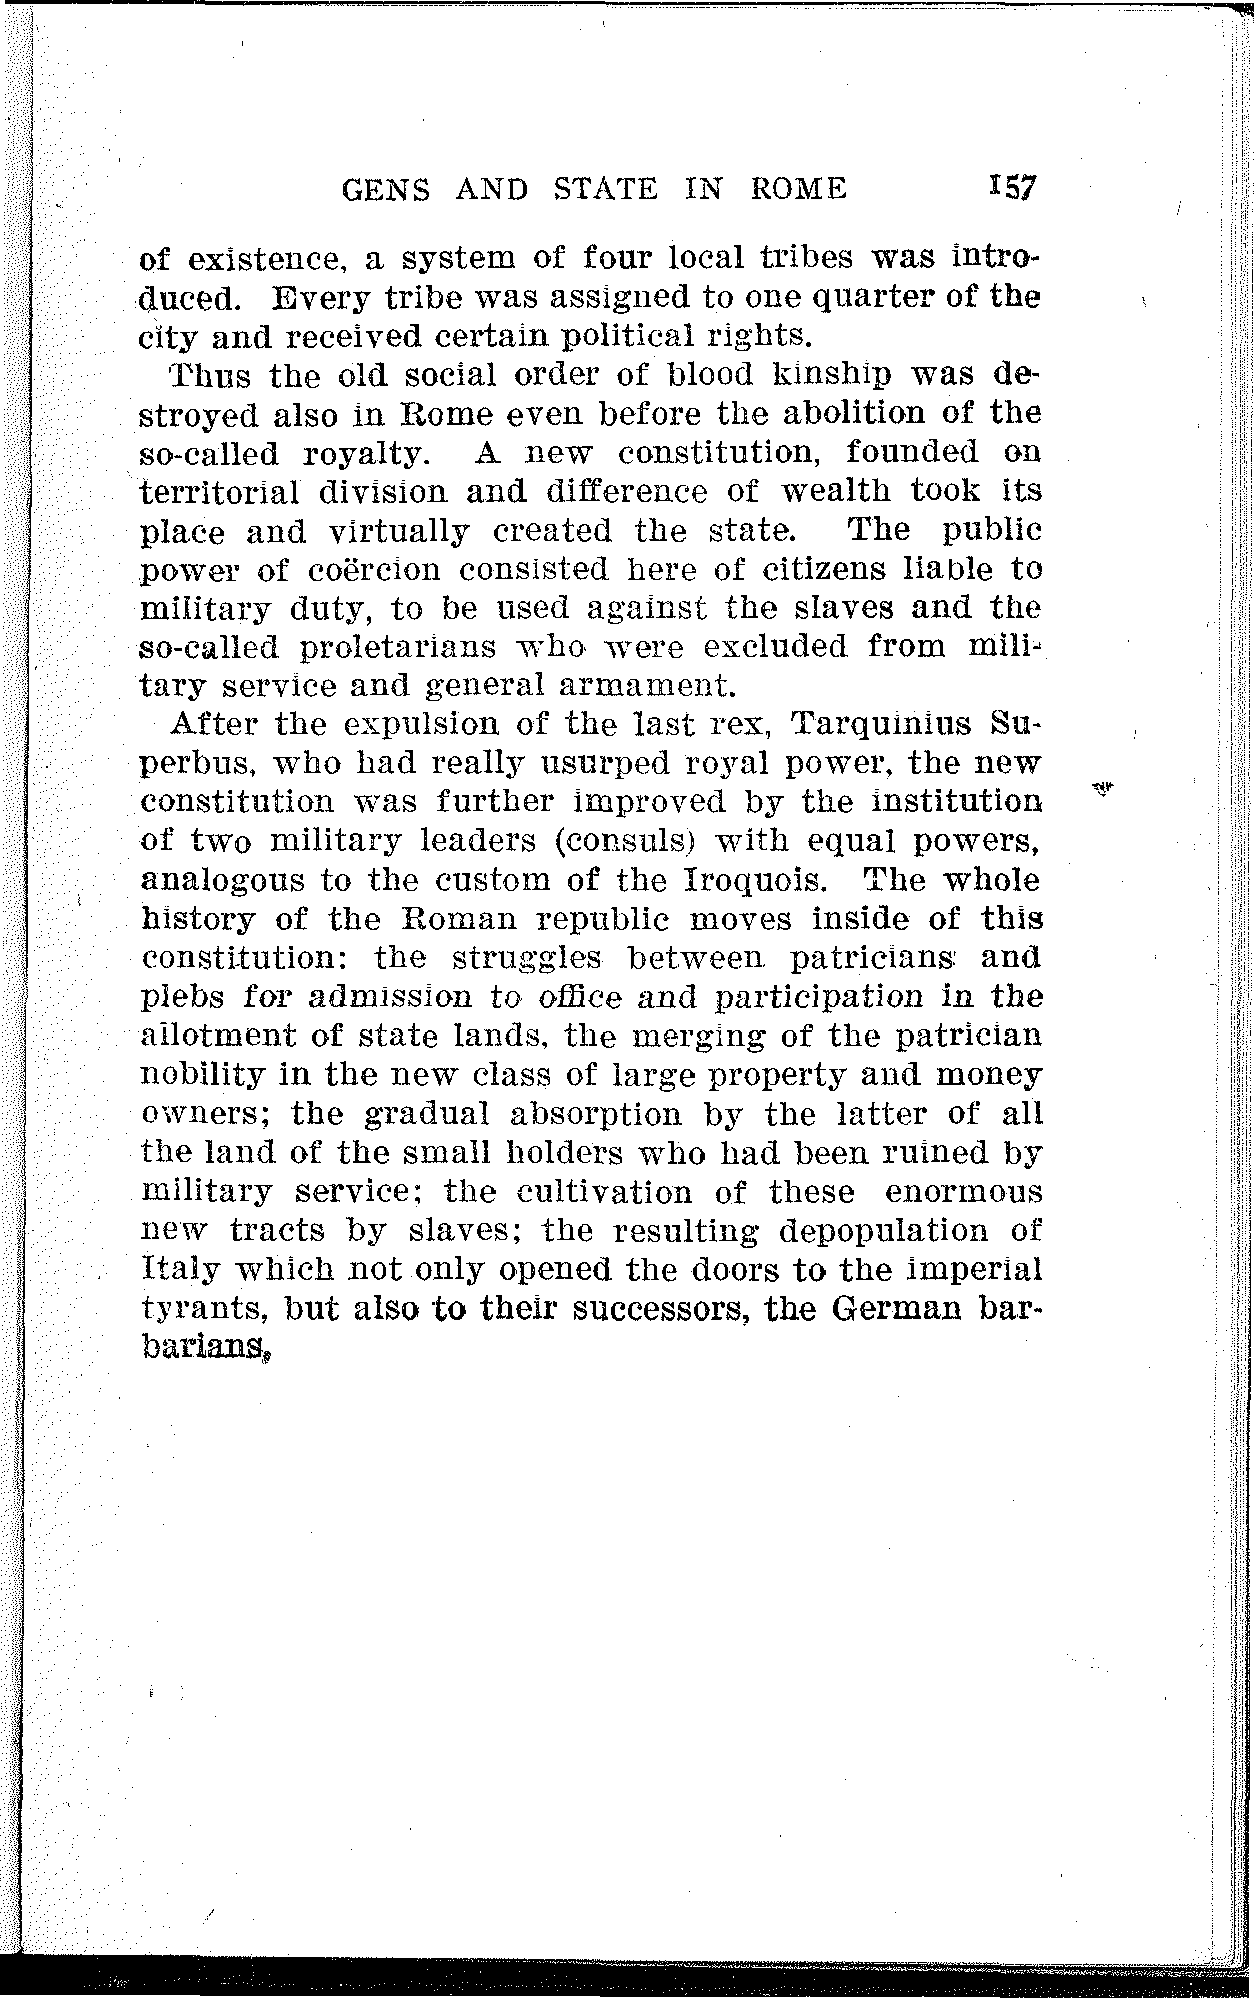 GENS AND STATE IN ROME 157
of existence, a system of four local tribes was intro-
duced. Every tribe was assigned to one quarter of the
city and received certain political rights.
Thus the old social order of blood kinship was de-
stroyed also in Rome even before the abolition of the
so-called royalty. A new constitution, founded on
territorial division and difference of wealth took its
place and virtually created the state. The public
power of coërcion consisted here of citizens liable to
military duty, to be used against the slaves and the
so-called proletarians who were excluded from mili-
tary service and general armament.
After the expulsion of the last rex, Tarquinius Su-
perbus, who had really usurped royal power, the new
constitution was further improved by the institution
of two military leaders (consuls) with equal powers,
analogous to the custom of the Iroquois. The whole
history of the Roman republic moves inside of this
constitution: the struggles between patricians and
plebs for admission to office and participation in the
allotment of state lands, the merging of the patrician
nobility in the new class of large property and money
owners; the gradual absorption by the latter of all
the land of the small holders who had been ruined by
military service; the cultivation of these enormous
new tracts by slaves; the resulting depopulation of
Italy which not only opened the doors to the imperial
tyrants, but also to their successors, the German bar-
barians,